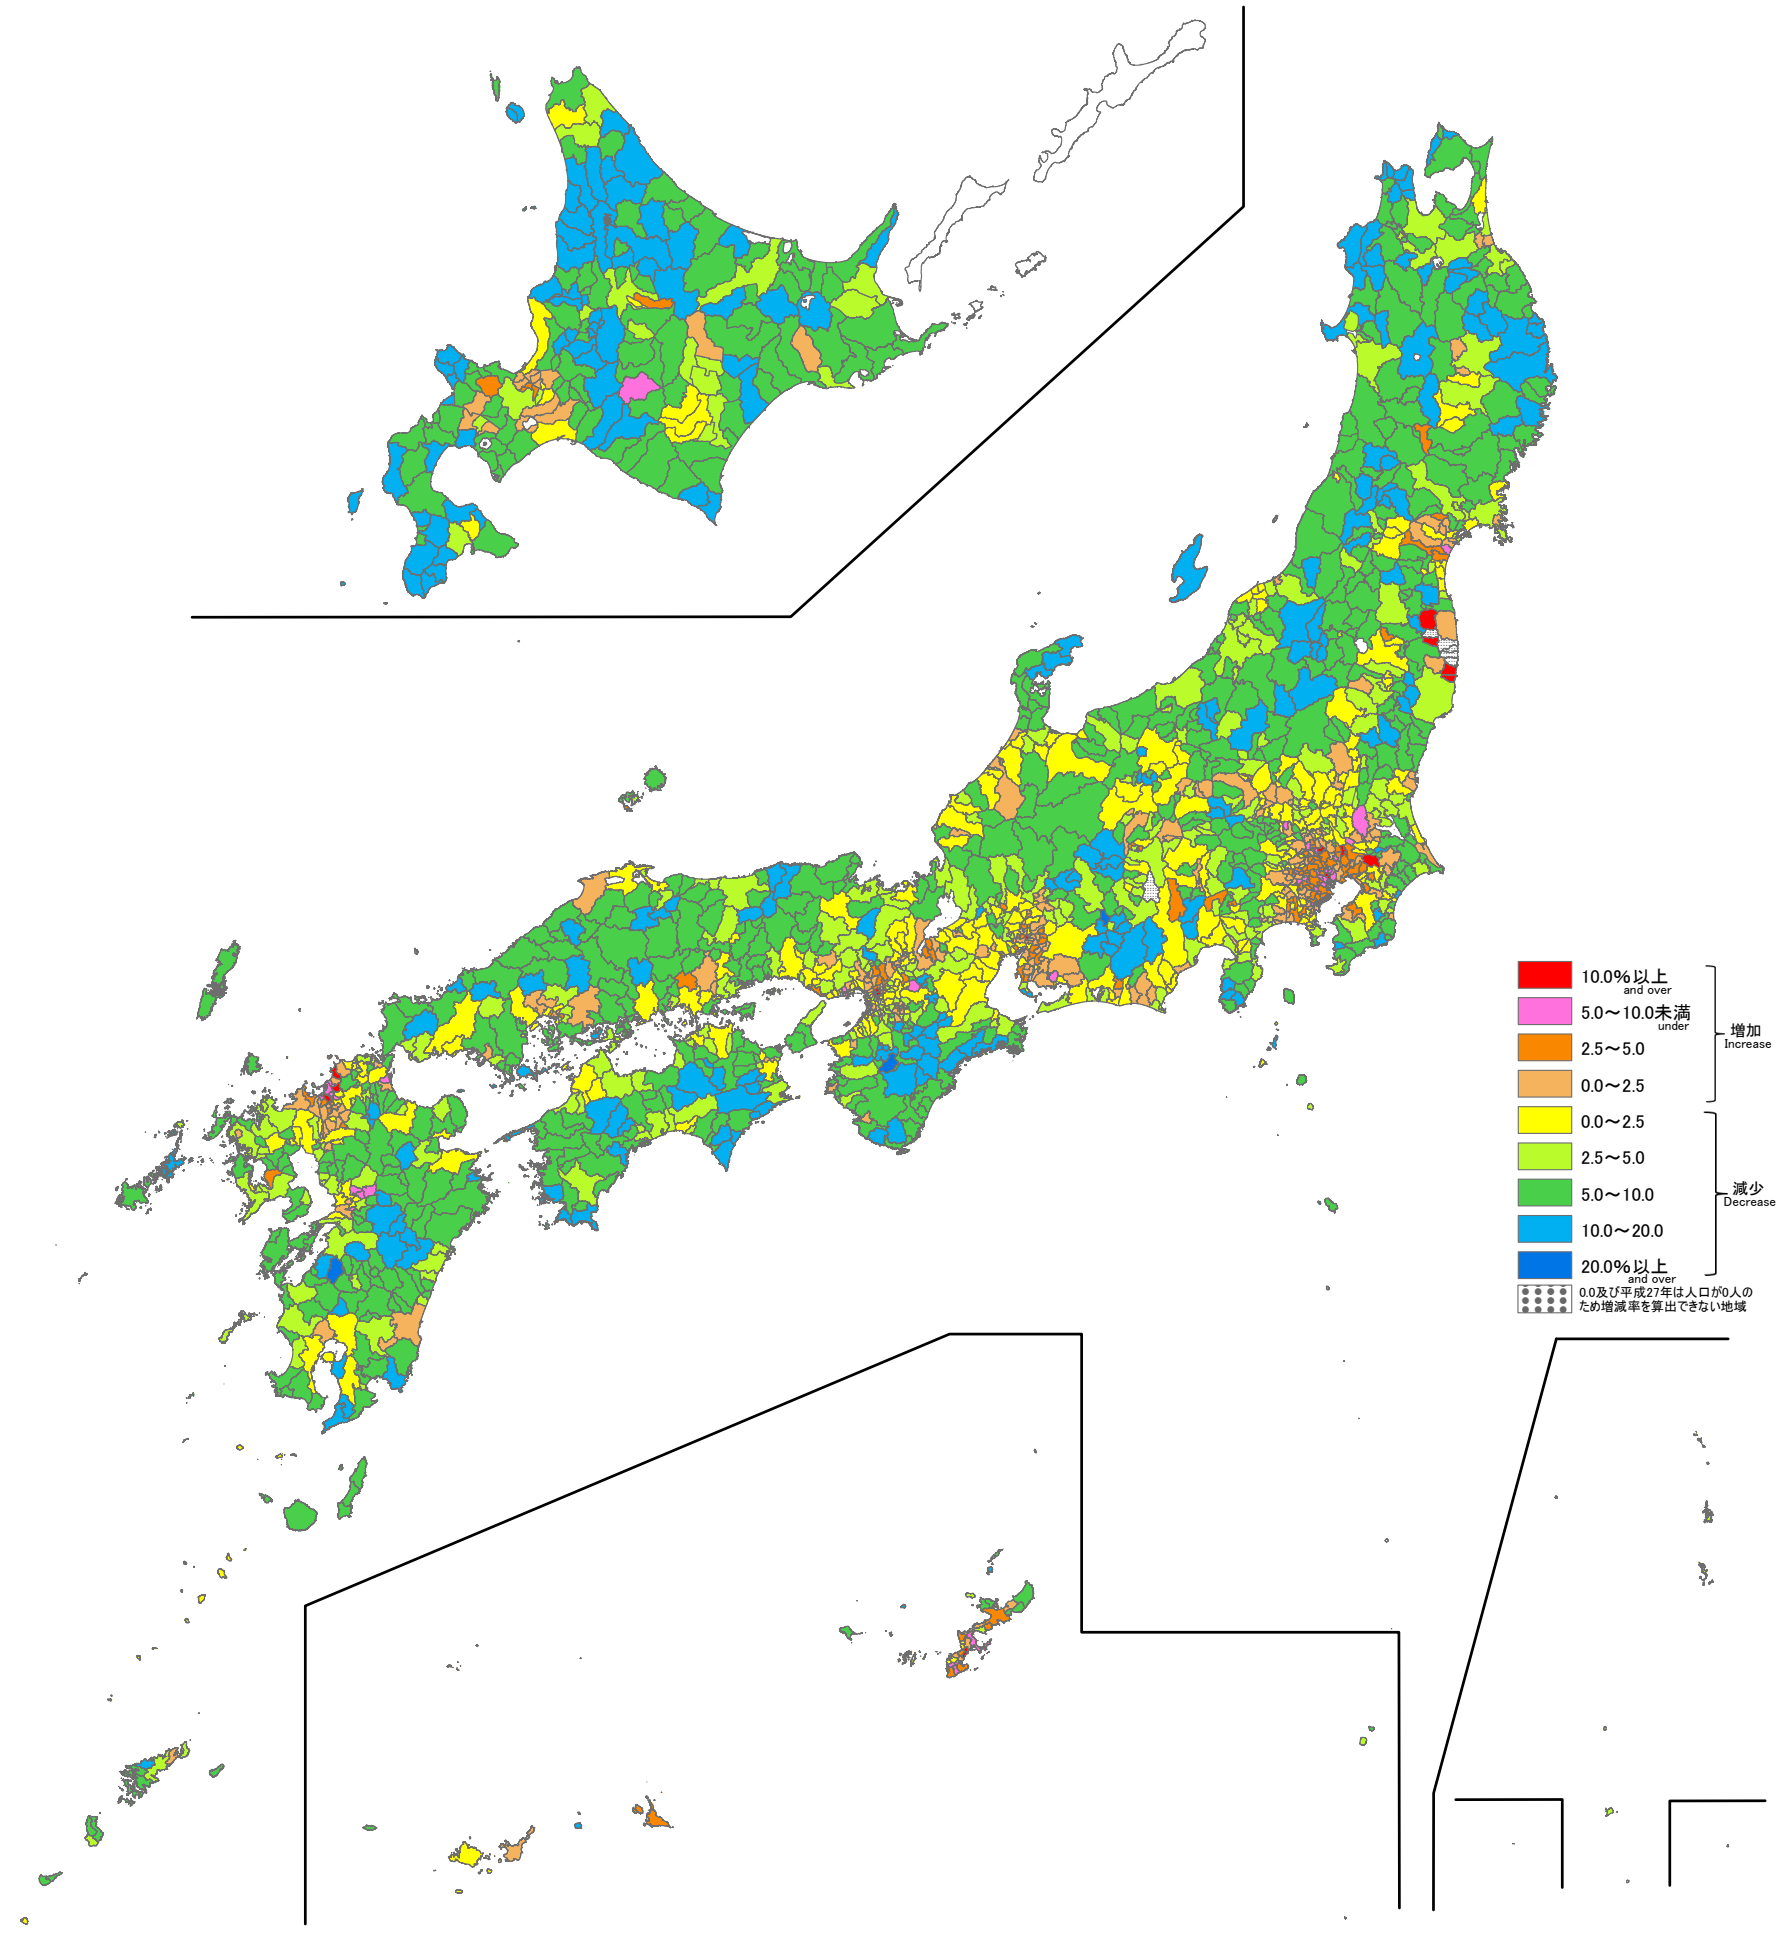 10.0%以上
and over
5.0~10.0未満
under
2.5~5.0
0.0~2.5
増加
Increase
0.0~2.5
2.5~5.0
5.0~10.0
10.0~20.0
20.0%以上
and over
減少
Decrease
0.0及び平成27年は人口が0人の
ため増減率を算出できない地域